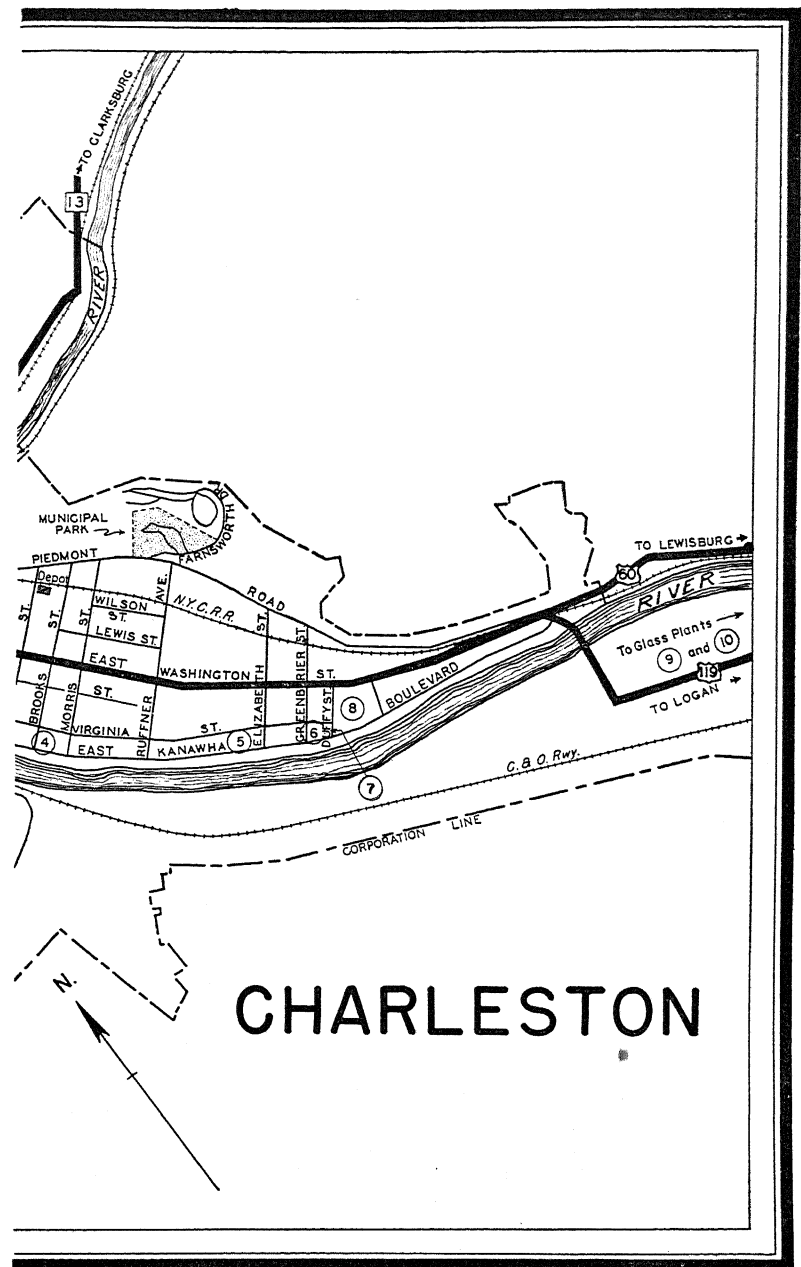 TO CLARKSBURG
13
RIVER
MUNICIPAL
PARK
FARNSWORTH DR.
PIEDMONT
ROAD
Depot
N.Y.C.R.R.
WILSON
ST.
LEWIS ST.
EAST
WASHINGTON
ST.
ST.
BROOKS
ST.
MORRIS
ST.
RUFFNER
AVE.
ELIZABETH
ST.
GREENBRIER ST.
DUFFY ST.
VIRGINIA
ST.
EAST
KANAWHA
BOULEVARD
4
5
6
7
8
TO LEWISBURG
60
RIVER
To Glass Plants
9 and 10
119
TO LOGAN
C. & O. Rwy.
CORPORATION LINE
N.
CHARLESTON
ST.